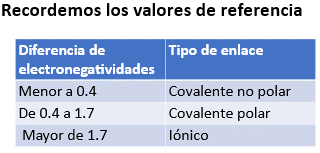 Recordemos los valores de referencia
Diferencia de Tipo de enlace
electronegatividades
Menor a 0.4 Covalente no polar
De 0.4 a 1.7 Covalente polar
Mayor de 1.7 Iónico